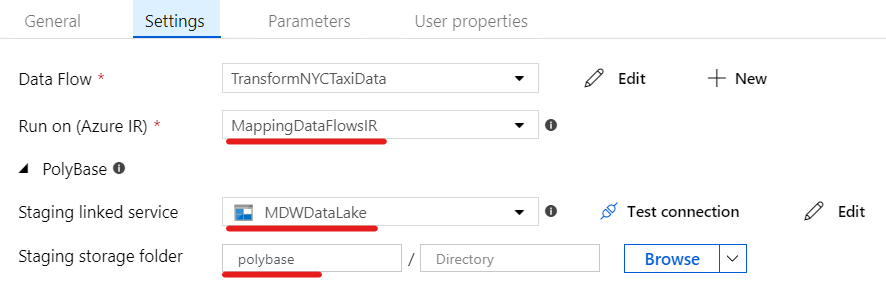 General Settings Parameters User properties
Data Flow * TransformNYCTaxiData Edit New
Run on (Azure IR) * MappingDataFlowsIR
PolyBase
Staging linked service MDWDataLake Test connection Edit
Staging storage folder polybase / Directory Browse